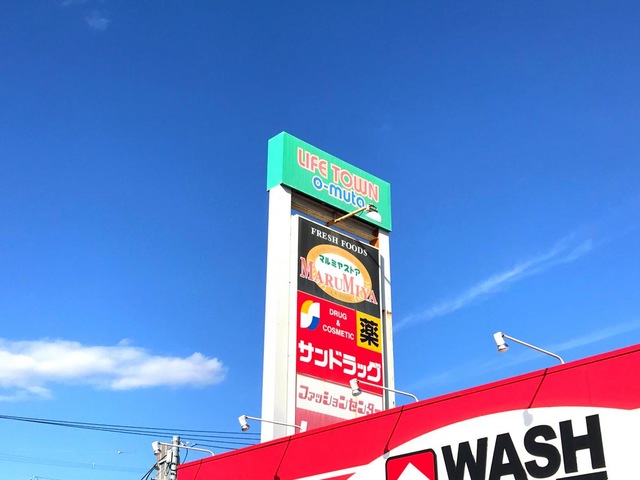 LIFE TOWN
o-muta
FRESH FOODS
マルミヤストア
MARUMIYA
DRUG
&
COSMETIC
薬
サンドラッグ
ファッションセンター
WASH